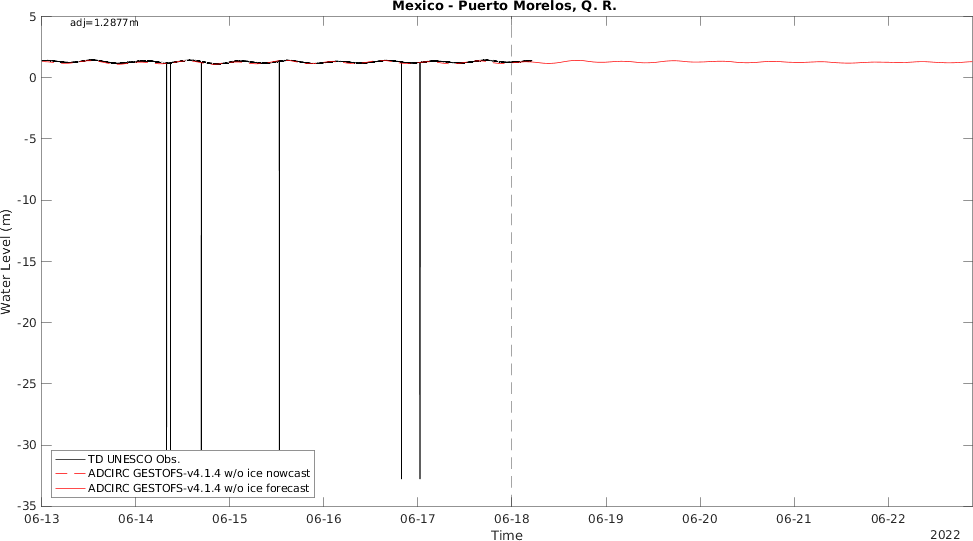 Mexico - Puerto Morelos, Q. R.
adj=1.2877m
5
0
-5
-10
-15
-20
-25
-30
-35
Water Level (m)
TD UNESCO Obs.
ADCIRC GESTOFS-v4.1.4 w/o ice nowcast
ADCIRC GESTOFS-v4.1.4 w/o ice forecast
06-13 06-14 06-15 06-16 06-17 06-18 06-19 06-20 06-21 06-22
Time
2022